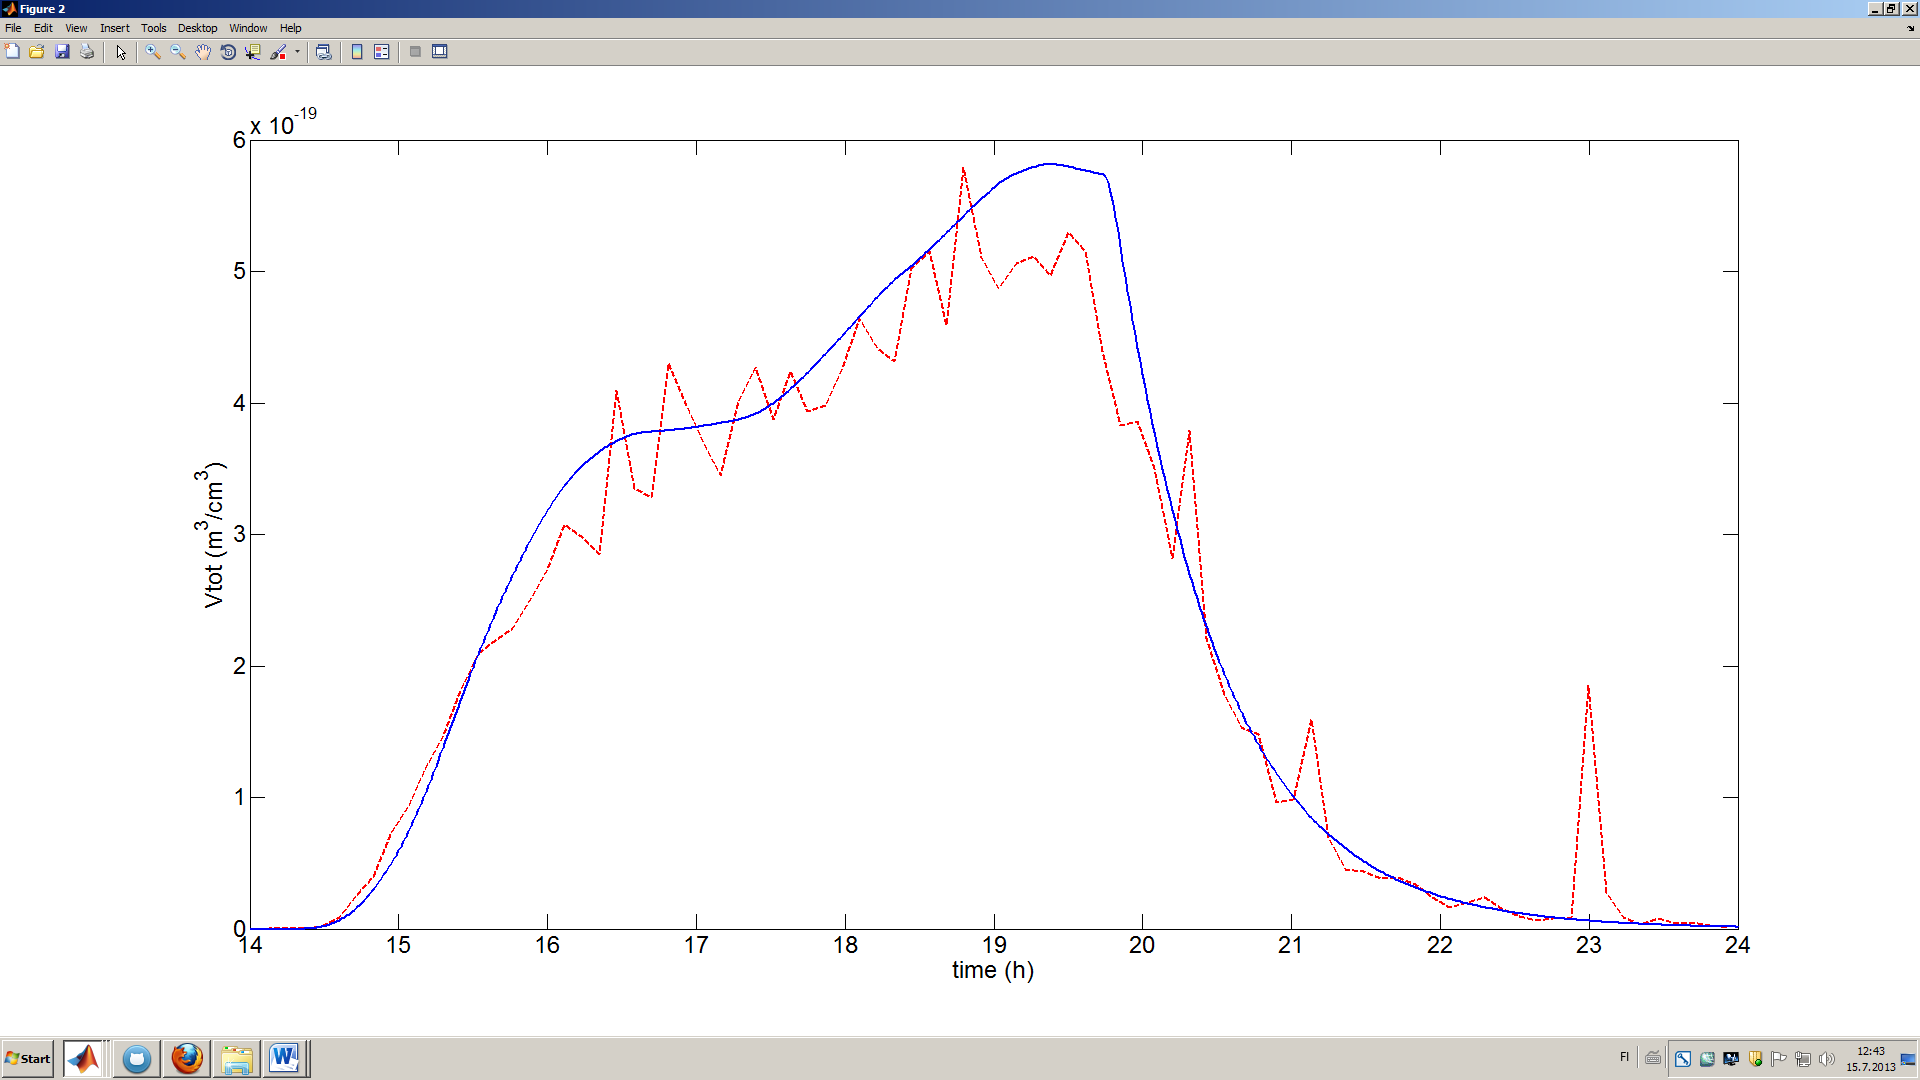 Figure 2
File Edit View Insert Tools Desktop Window Help
x 10^-19
6
5
4
3
2
1
0
Vtot (m^3/cm^3)
14 15 16 17 18 19 20 21 22 23 24
time (h)
Start
FI
12:43
15.7.2013